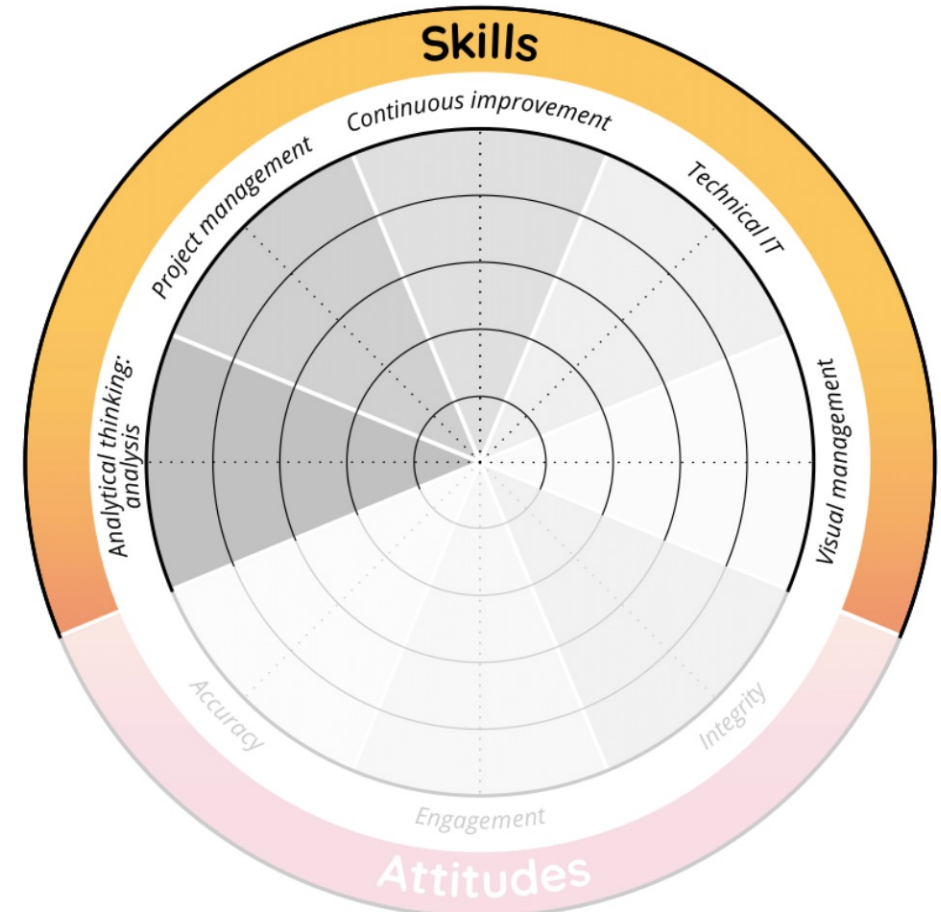 Skills
Continuous improvement
Project management
Technical IT
Analytical thinking:
analysis
Visual management
Accuracy
Integrity
Engagement
Attitudes